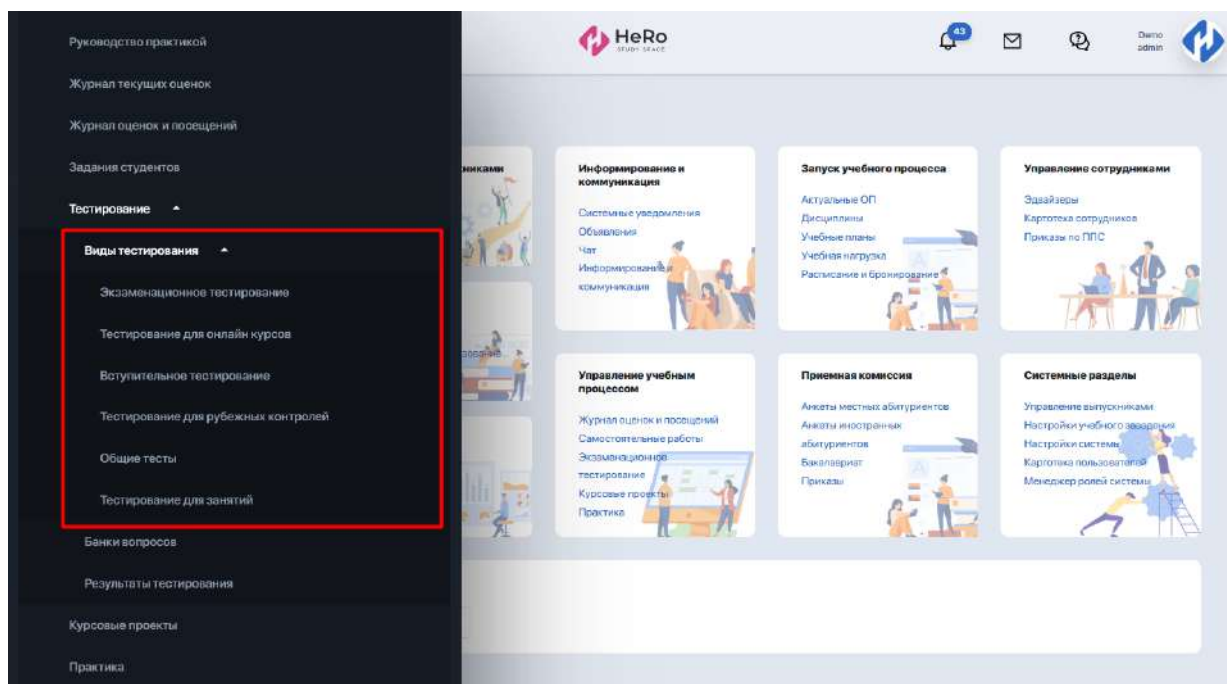 Руководство практикой
Журнал текущих оценок
Журнал оценок и посещений
Задания студентов
Тестирование
Виды тестирования
Экзаменационное тестирование
Тестирование для онлайн курсов
Вступительное тестирование
Тестирование для рубежных контролей
Общие тесты
Тестирование для занятий
Банки вопросов
Результаты тестирования
Курсовые проекты
Практика
HeRo
STUDY SPACE
43
Demo
admin
никами
Информирование и
коммуникация
Системные уведомления
Объявления
Чат
Информирование и
коммуникация
Запуск учебного процесса
Актуальные ОП
Дисциплины
Учебные планы
Учебная нагрузка
Расписание и бронирование
Управление сотрудниками
Эдвайзеры
Картотека сотрудников
Приказы по ППС
Управление учебным
процессом
Журнал оценок и посещений
Самостоятельные работы
Экзаменационное
тестирование
Курсовые проекты
Практика
Приемная комиссия
Анкеты местных абитуриентов
Анкеты иностранных
абитуриентов
Бакалавриат
Приказы
Системные разделы
Управление выпускниками
Настройки учебного заведения
Настройки системы
Картотека пользователей
Менеджер ролей системы